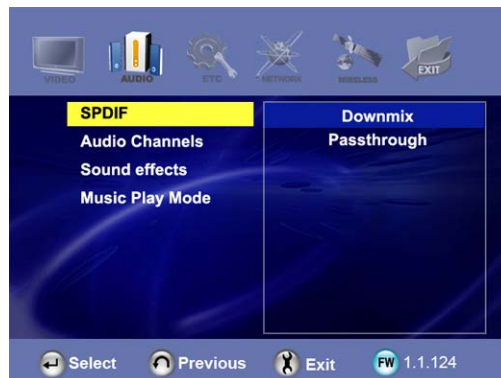 VIDEO AUDIO ETC NETWORK WIRELESS EXIT
SPDIF
Audio Channels
Sound effects
Music Play Mode
Downmix
Passthrough
Select Previous Exit FW 1.1.124